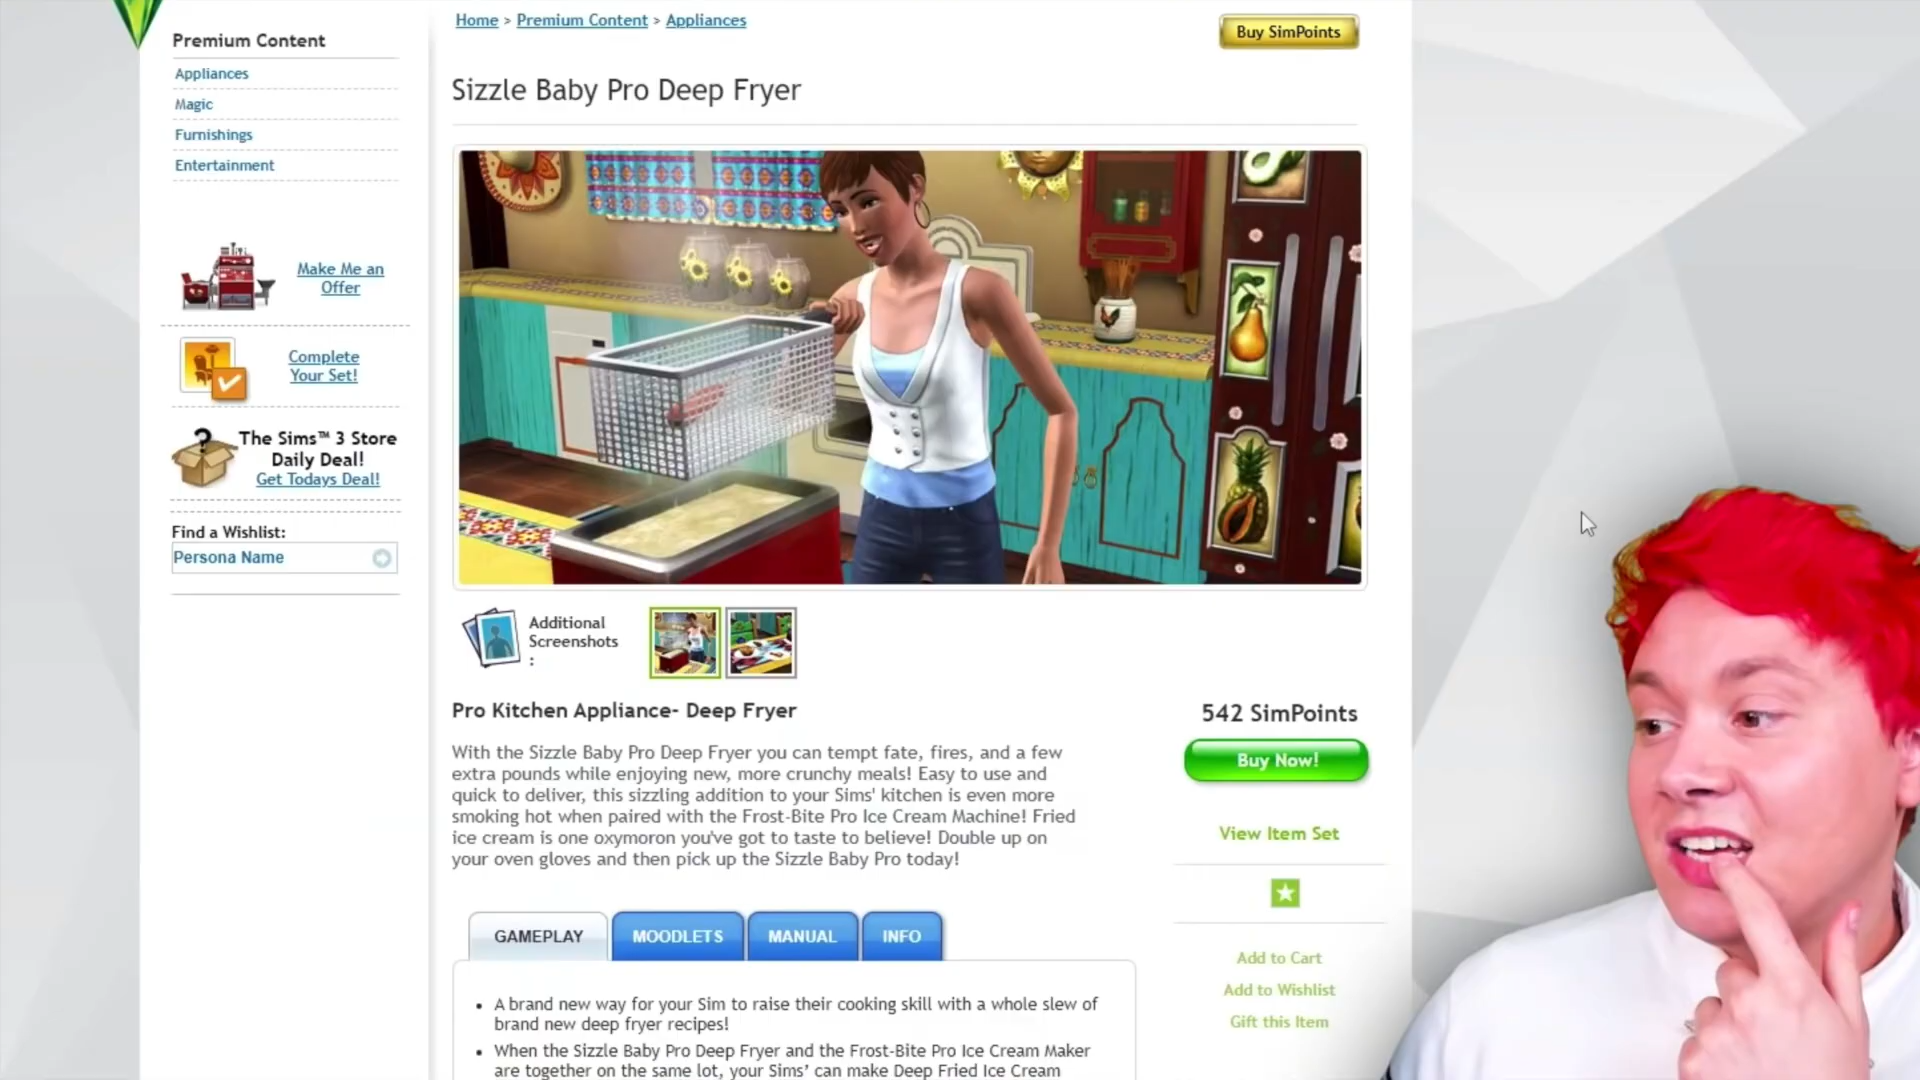 Home > Premium Content > Appliances
Buy SimPoints
Premium Content
Appliances
Magic
Furnishings
Entertainment
Make Me an
Offer
Complete
Your Set!
The Sims™ 3 Store
Daily Deal!
Get Todays Deal!
Find a Wishlist:
Persona Name
Sizzle Baby Pro Deep Fryer
Additional
Screenshots
:
Pro Kitchen Appliance- Deep Fryer
With the Sizzle Baby Pro Deep Fryer you can tempt fate, fires, and a few
extra pounds while enjoying new, more crunchy meals! Easy to use and
quick to deliver, this sizzling addition to your Sims' kitchen is even more
smoking hot when paired with the Frost-Bite Pro Ice Cream Machine! Fried
ice cream is one oxymoron you've got to taste to believe! Double up on
your oven gloves and then pick up the Sizzle Baby Pro today!
542 SimPoints
Buy Now!
View Item Set
Add to Cart
Add to Wishlist
Gift this Item
GAMEPLAY
MOODLETS
MANUAL
INFO
• A brand new way for your Sim to raise their cooking skill with a whole slew of
brand new deep fryer recipes!
• When the Sizzle Baby Pro Deep Fryer and the Frost-Bite Pro Ice Cream Maker
are together on the same lot, your Sims’ can make Deep Fried Ice Cream